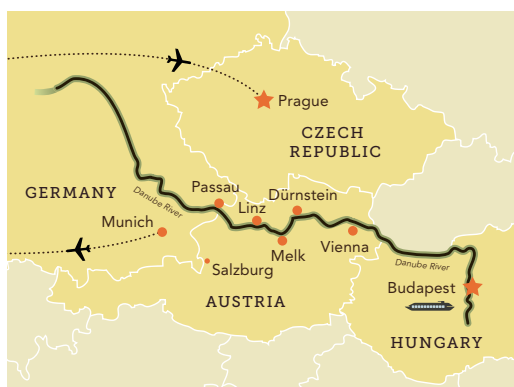 Prague
CZECH
REPUBLIC
GERMANY
Danube River
Passau
Linz
Dürnstein
Munich
Melk
Vienna
Salzburg
AUSTRIA
Danube River
Budapest
HUNGARY